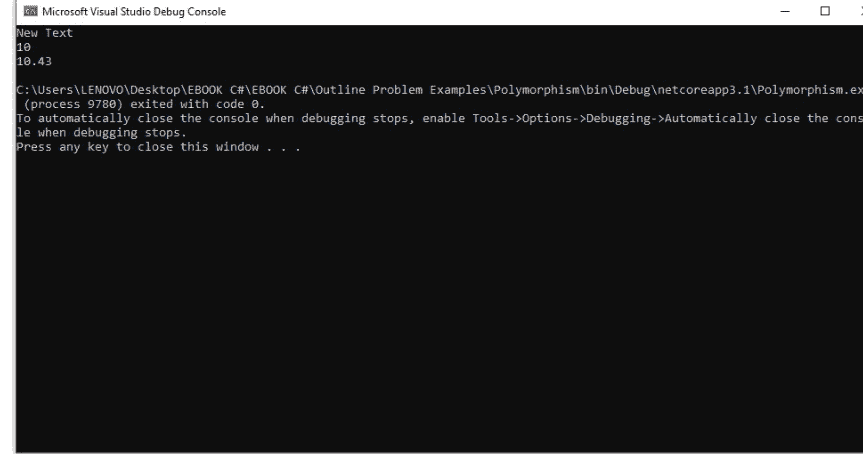 Microsoft Visual Studio Debug Console
New Text
10
10.43
C:\Users\LENOVO\Desktop\EBOOK C#\EBOOK C#\Outline Problem Examples\Polymorphism\bin\Debug\netcoreapp3.1\Polymorphism.ex
(process 9780) exited with code 0.
To automatically close the console when debugging stops, enable Tools->Options->Debugging->Automatically close the cons
le when debugging stops.
Press any key to close this window . . .